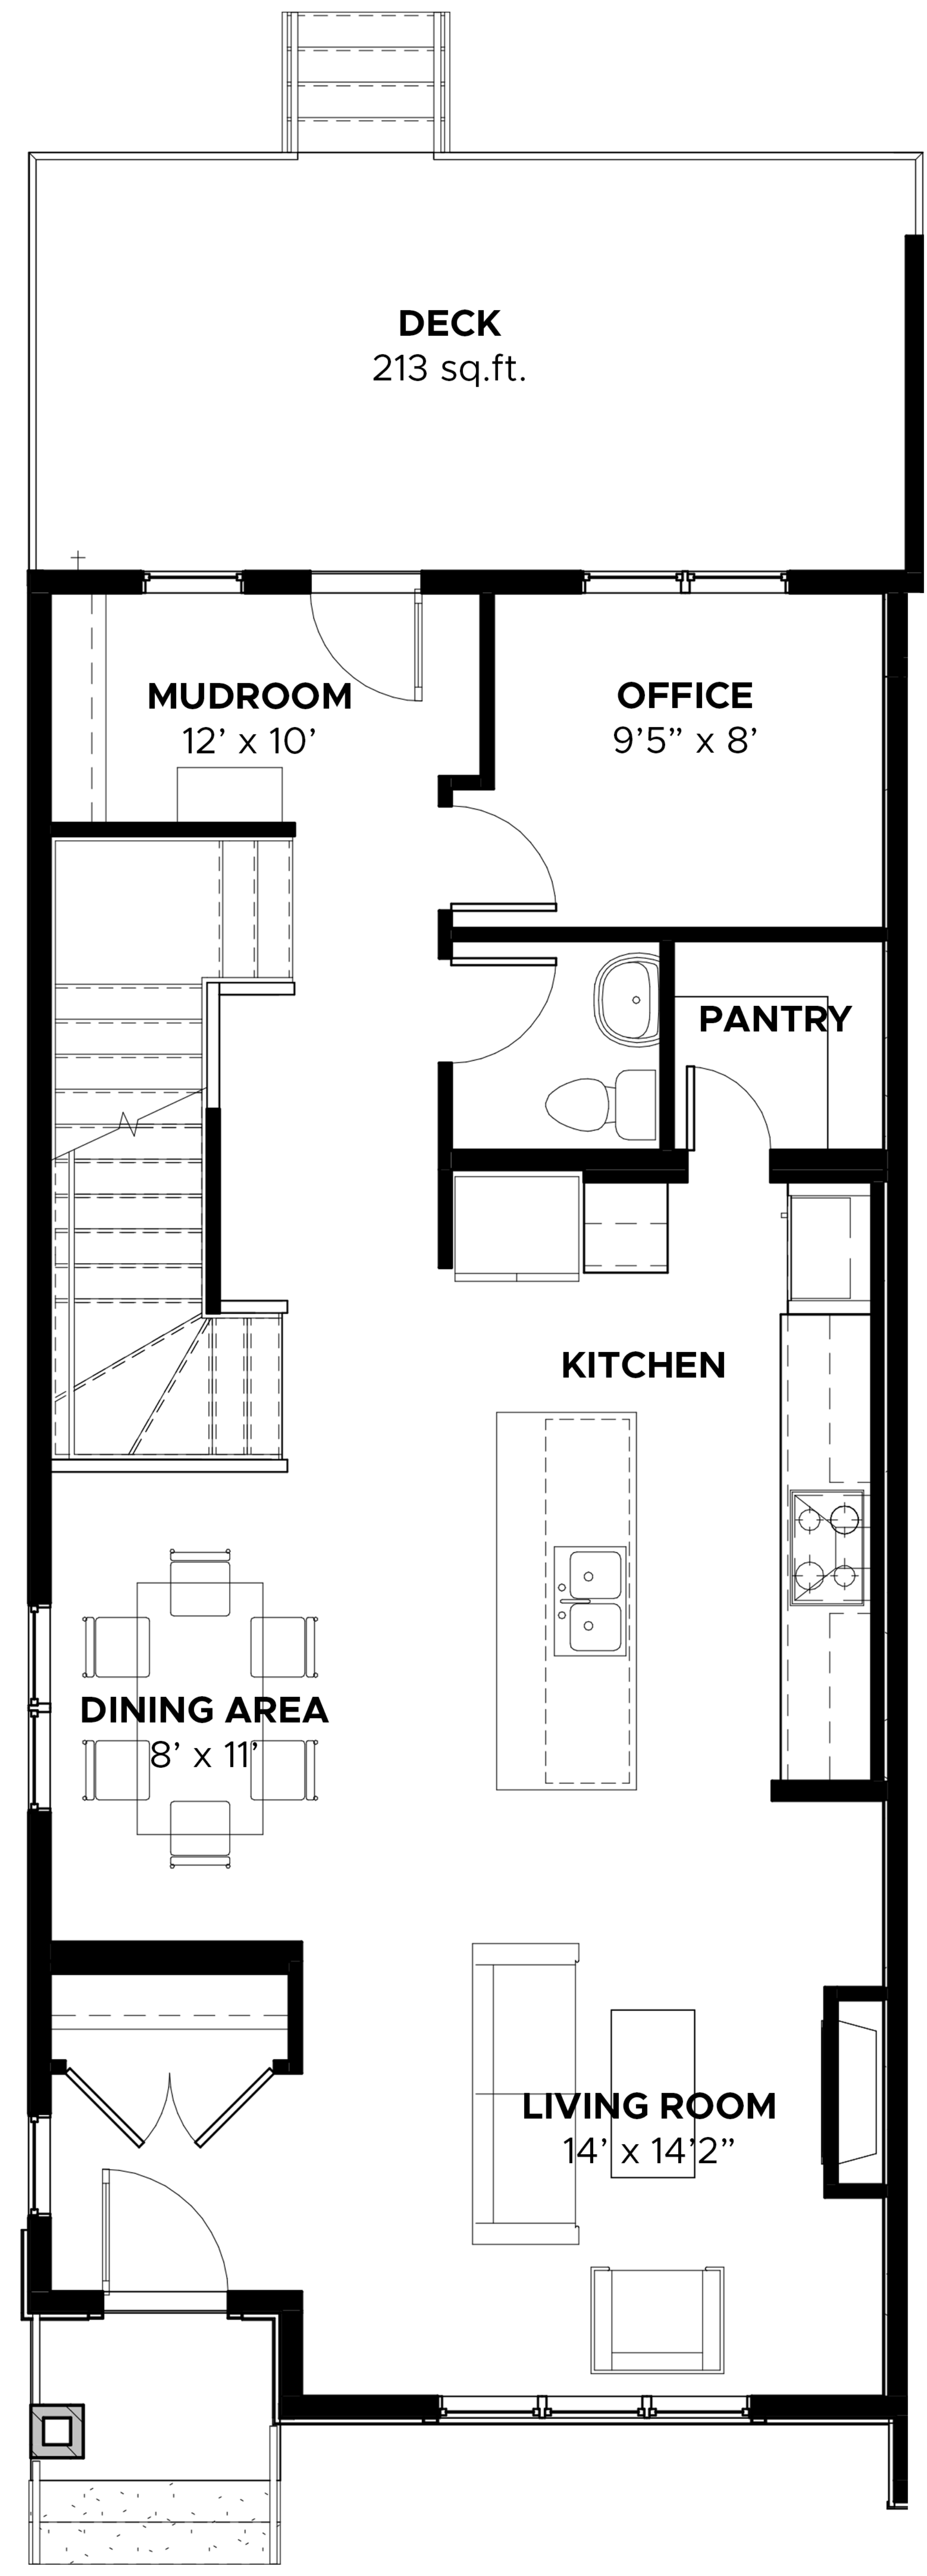 DECK
213 sq.ft.
MUDROOM
12’ x 10’
OFFICE
9’5” x 8’
PANTRY
KITCHEN
DINING AREA
8’ x 11’
LIVING ROOM
14’ x 14’2”